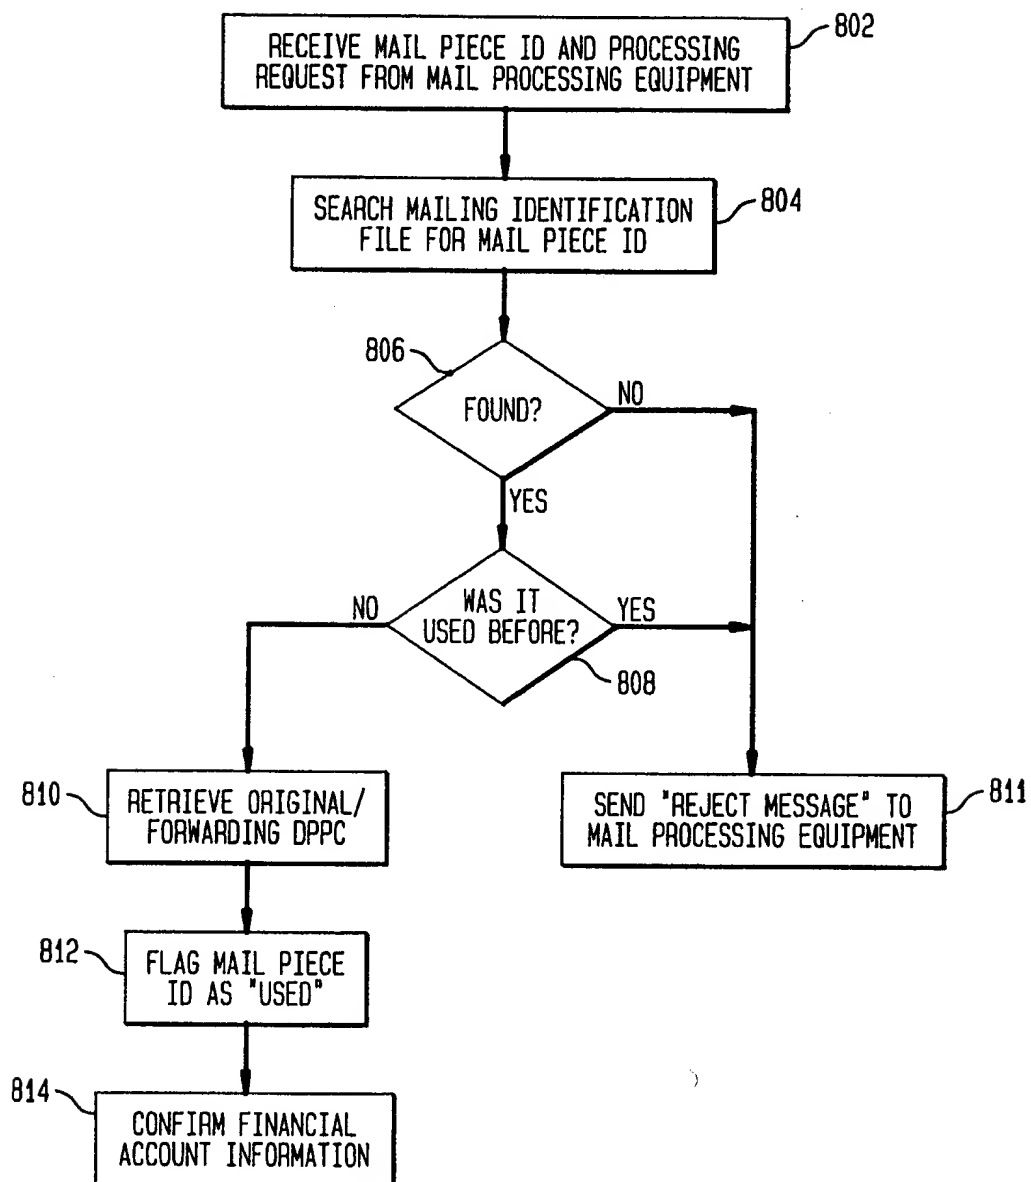 802
RECEIVE MAIL PIECE ID AND PROCESSING
REQUEST FROM MAIL PROCESSING EQUIPMENT
804
SEARCH MAILING IDENTIFICATION
FILE FOR MAIL PIECE ID
806
FOUND?
NO
YES
WAS IT
USED BEFORE?
NO
YES
808
810
RETRIEVE ORIGINAL/
FORWARDING DPPC
811
SEND "REJECT MESSAGE" TO
MAIL PROCESSING EQUIPMENT
812
FLAG MAIL PIECE
ID AS "USED"
814
CONFIRM FINANCIAL
ACCOUNT INFORMATION